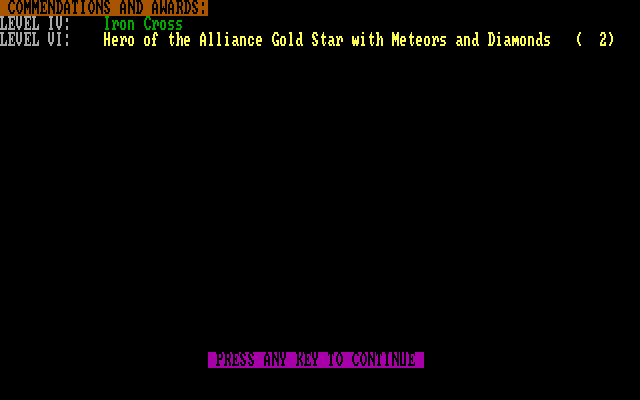 COMMENDATIONS AND AWARDS:
LEVEL IV: Iron Cross
LEVEL VI: Hero of the Alliance Gold Star with Meteors and Diamonds ( 2)
PRESS ANY KEY TO CONTINUE